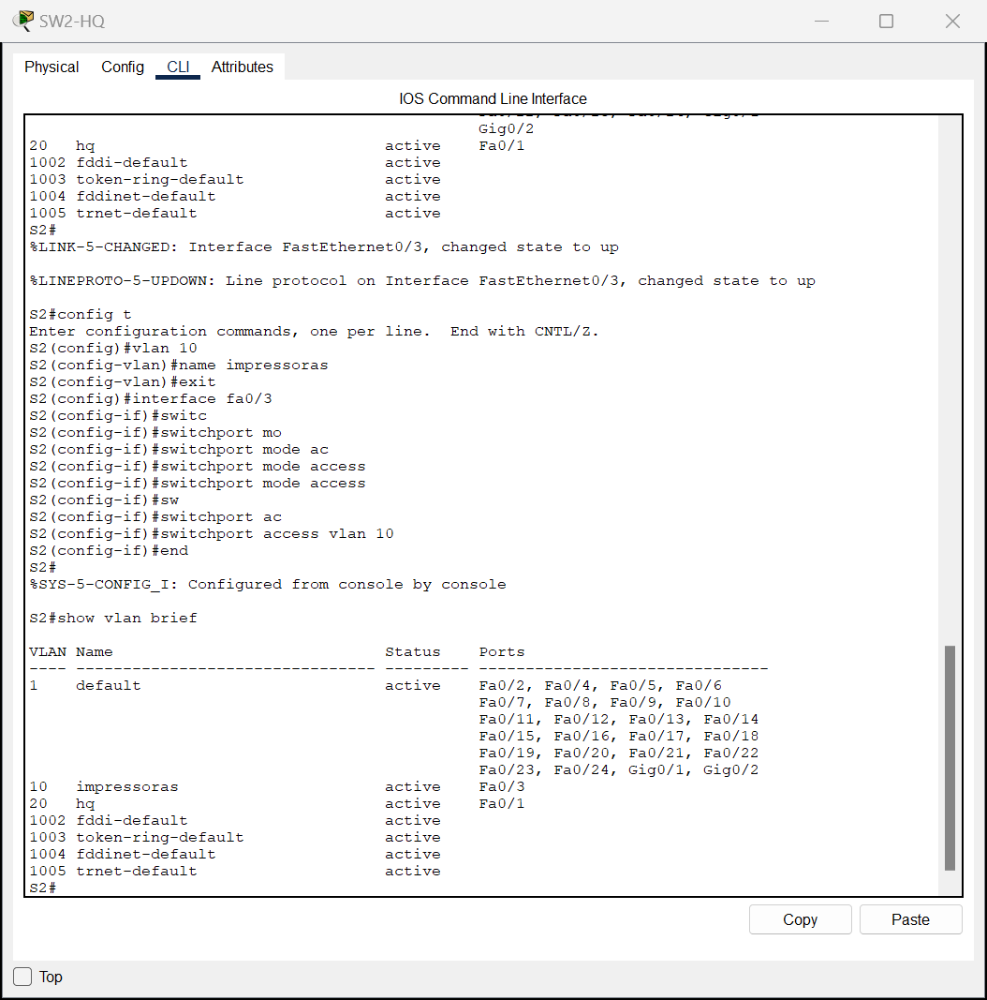 SW2-HQ
Physical Config CLI Attributes
IOS Command Line Interface
Gig0/2
20 hq active Fa0/1
1002 fddi-default active
1003 token-ring-default active
1004 fddinet-default active
1005 trnet-default active
S2#
%LINK-5-CHANGED: Interface FastEthernet0/3, changed state to up
%LINEPROTO-5-UPDOWN: Line protocol on Interface FastEthernet0/3, changed state to up
S2#config t
Enter configuration commands, one per line. End with CNTL/Z.
S2(config)#vlan 10
S2(config-vlan)#name impressoras
S2(config-vlan)#exit
S2(config)#interface fa0/3
S2(config-if)#switc
S2(config-if)#switchport mo
S2(config-if)#switchport mode ac
S2(config-if)#switchport mode access
S2(config-if)#switchport mode access
S2(config-if)#sw
S2(config-if)#switchport ac
S2(config-if)#switchport access vlan 10
S2(config-if)#end
S2#
%SYS-5-CONFIG_I: Configured from console by console
S2#show vlan brief
VLAN Name Status Ports
---- -------------------------------- --------- -------------------------------
1 default active Fa0/2, Fa0/4, Fa0/5, Fa0/6
Fa0/7, Fa0/8, Fa0/9, Fa0/10
Fa0/11, Fa0/12, Fa0/13, Fa0/14
Fa0/15, Fa0/16, Fa0/17, Fa0/18
Fa0/19, Fa0/20, Fa0/21, Fa0/22
Fa0/23, Fa0/24, Gig0/1, Gig0/2
10 impressoras active Fa0/3
20 hq active Fa0/1
1002 fddi-default active
1003 token-ring-default active
1004 fddinet-default active
1005 trnet-default active
S2#
Copy Paste
Top